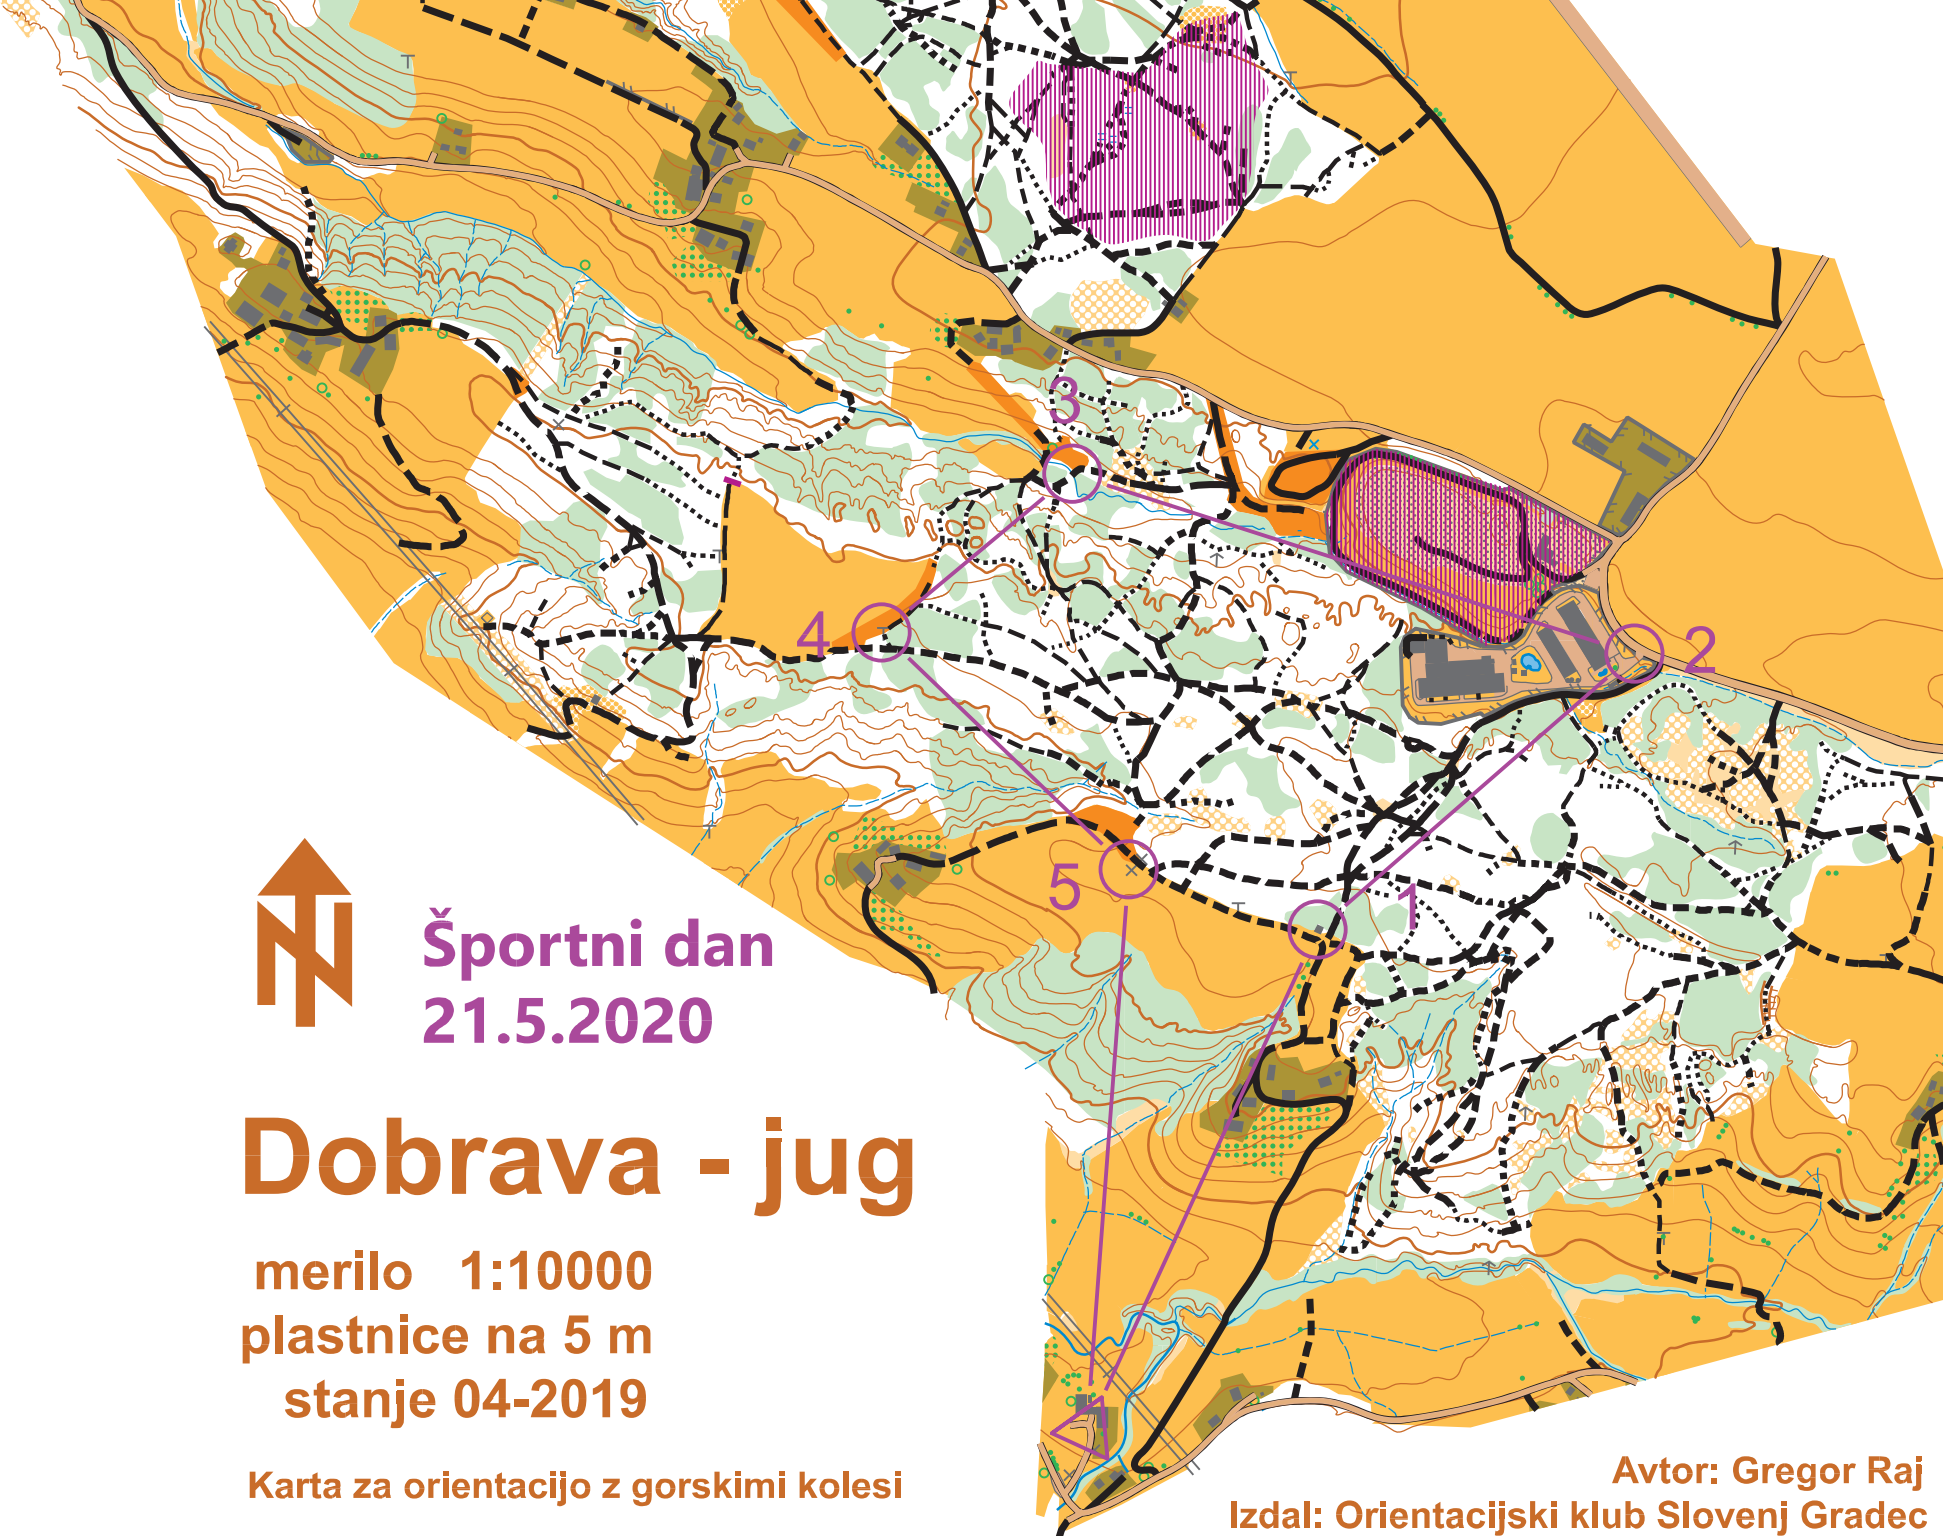 3
4
2
5
1
Športni dan
21.5.2020
Dobrava - jug
merilo 1:10000
plastnice na 5 m
stanje 04-2019
Karta za orientacijo z gorskimi kolesi
Avtor: Gregor Raj
Izdal: Orientacijski klub Slovenj Gradec